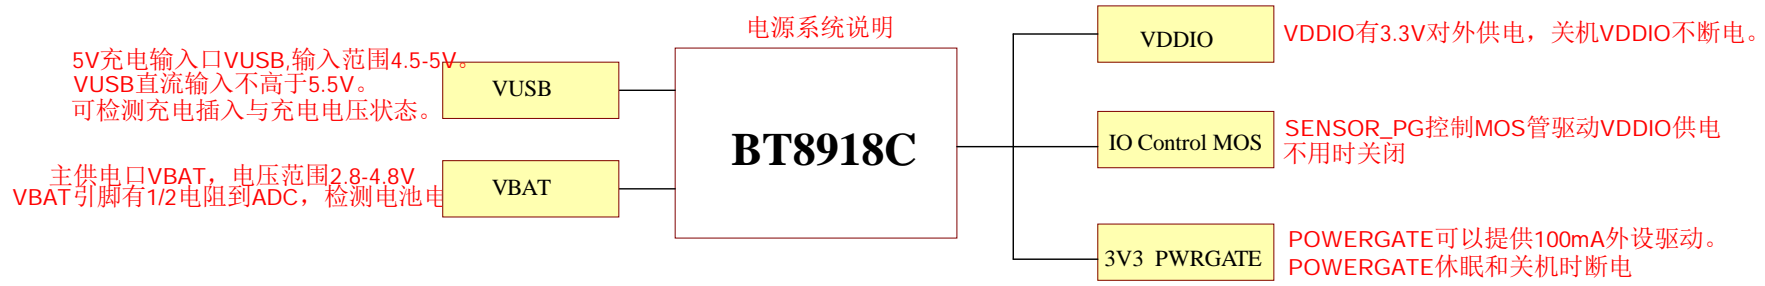 电源系统说明
5V充电输入口VUSB,输入范围4.5-5V。
VUSB直流输入不高于5.5V。
可检测充电插入与充电电压状态。
VUSB
主供电口VBAT，电压范围2.8-4.8V
VBAT引脚有1/2电阻到ADC，检测电池电
VBAT
BT8918C
VDDIO
VDDIO有3.3V对外供电，关机VDDIO不断电。
IO Control MOS
SENSOR_PG控制MOS管驱动VDDIO供电
不用时关闭
3V3 PWRGATE
POWERGATE可以提供100mA外设驱动。
POWERGATE休眠和关机时断电